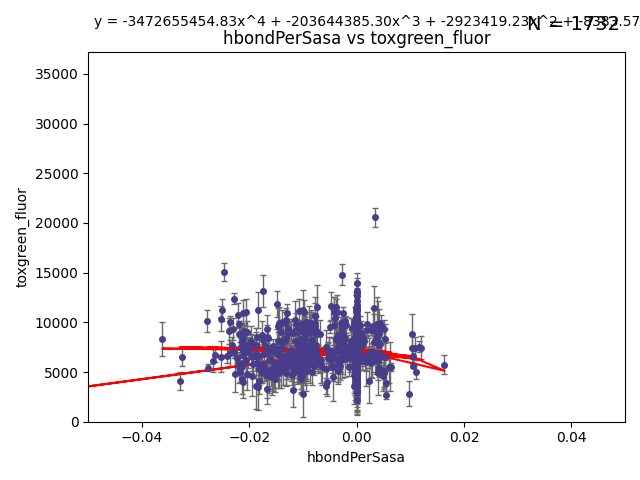 y = -3472655454.83x^4 + -203644385.30x^3 + -2923419.23x^2 + -8383.57
N = 1732
hbondPerSasa vs toxgreen_fluor
35000
30000
25000
20000
15000
10000
5000
0
toxgreen_fluor
−0.04
−0.02
0.00
0.02
0.04
hbondPerSasa